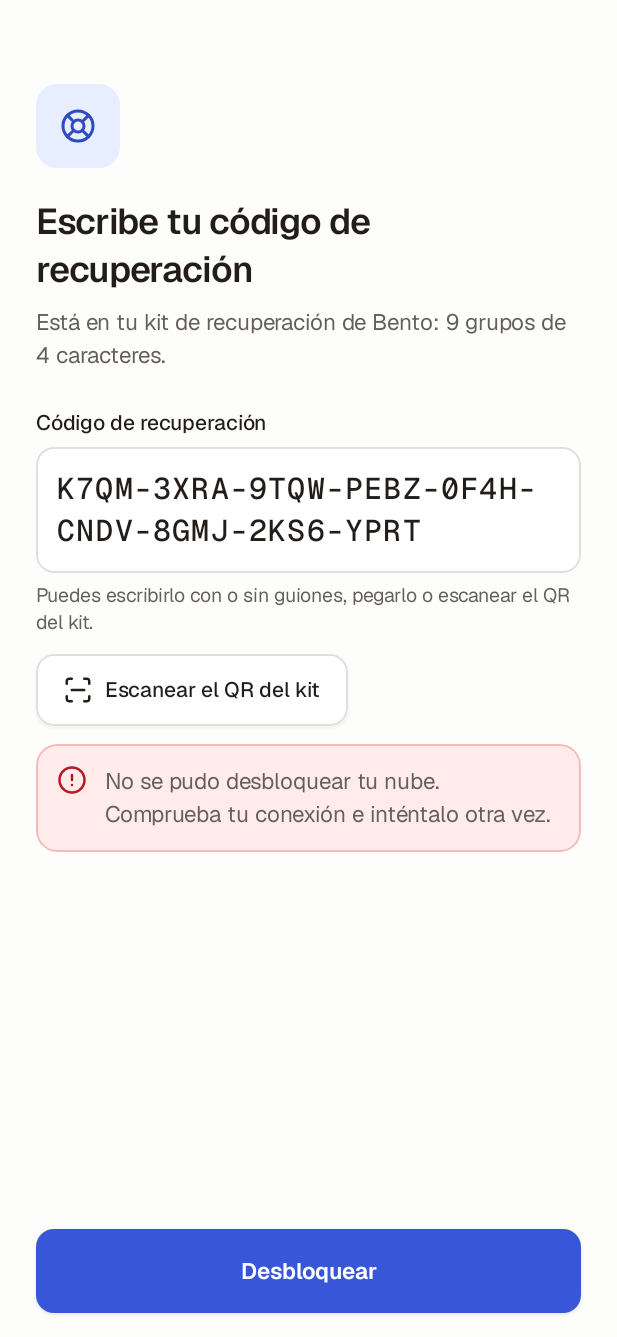 Escribe tu código de
recuperación
Está en tu kit de recuperación de Bento: 9 grupos de
4 caracteres.
Código de recuperación
K7QM-3XRA-9TQW-PEBZ-0F4H-
CNDV-8GMJ-2KS6-YPRT
Puedes escribirlo con o sin guiones, pegarlo o escanear el QR
del kit.
Escanear el QR del kit
No se pudo desbloquear tu nube.
Comprueba tu conexión e inténtalo otra vez.
Desbloquear